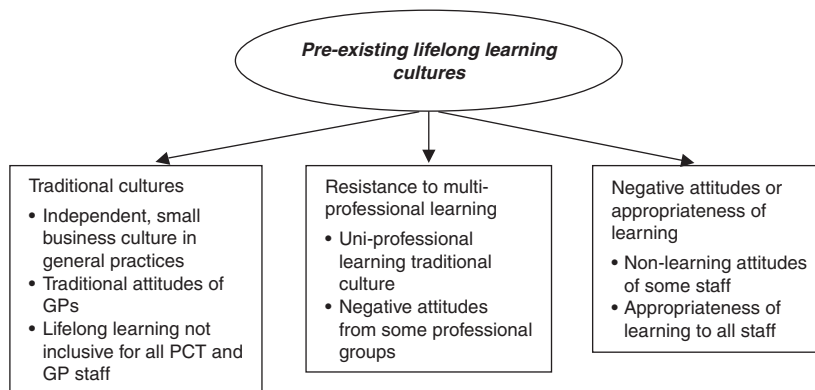 Pre-existing lifelong learning
cultures
Traditional cultures
• Independent, small
business culture in
general practices
• Traditional attitudes of
GPs
• Lifelong learning not
inclusive for all PCT and
GP staff
Resistance to multi-
professional learning
• Uni-professional
learning traditional
culture
• Negative attitudes
from some professional
groups
Negative attitudes or
appropriateness of
learning
• Non-learning attitudes
of some staff
• Appropriateness of
learning to all staff